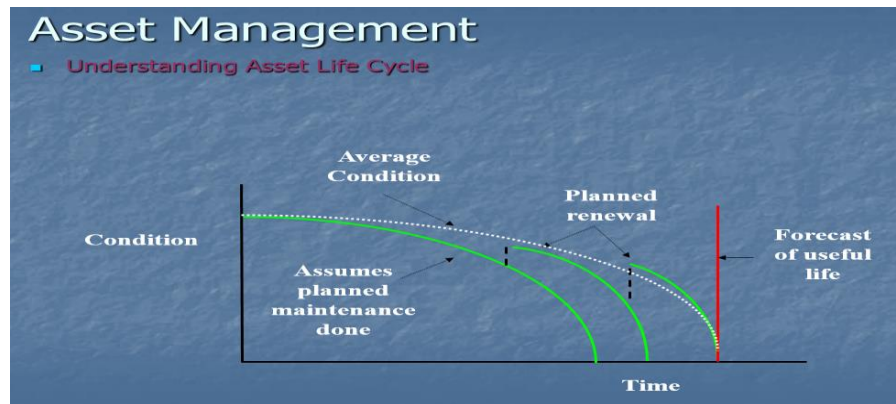 Asset Management
Understanding Asset Life Cycle
Average
Condition
Planned
renewal
Condition
Forecast
of useful
life
Assumes
planned
maintenance
done
Time